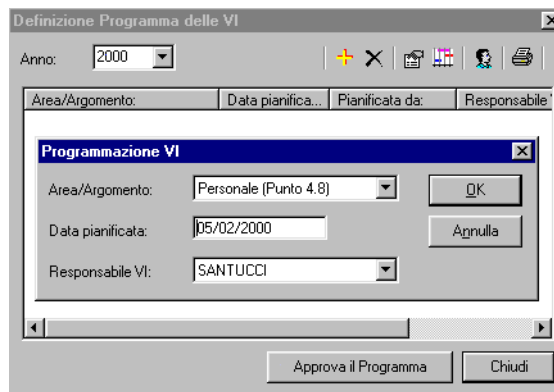 Definizione Programma delle VI
Anno: 2000
Area/Argomento: Data pianifica... Pianificata da: Responsabile
Programmazione VI
Area/Argomento: Personale (Punto 4.8) OK
Data pianificata: 05/02/2000 Annulla
Responsabile VI: SANTUCCI
Approva il Programma Chiudi